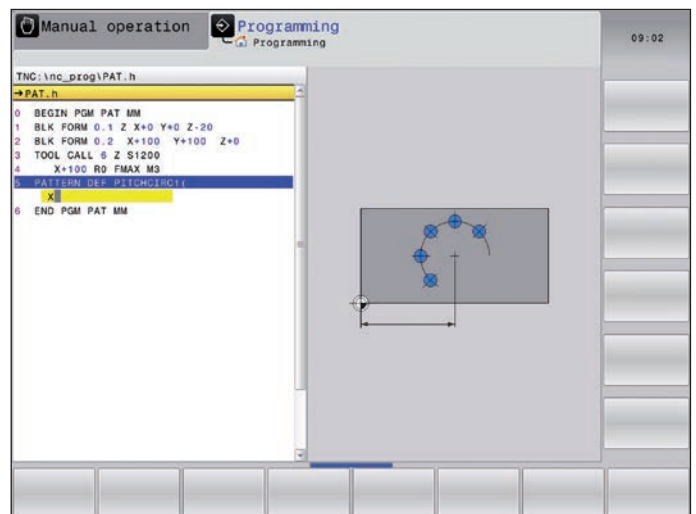 Manual operation
Programming
Programming
09:02
TNC:\nc_prog\PAT.h
→PAT.h
0 BEGIN PGM PAT MM
1 BLK FORM 0.1 Z X+0 Y+0 Z-20
2 BLK FORM 0.2 X+100 Y+100 Z+0
3 TOOL CALL 6 Z S1200
4 X+100 R0 FMAX M3
5 PATTERN DEF PITCHCIRC1(
X
6 END PGM PAT MM